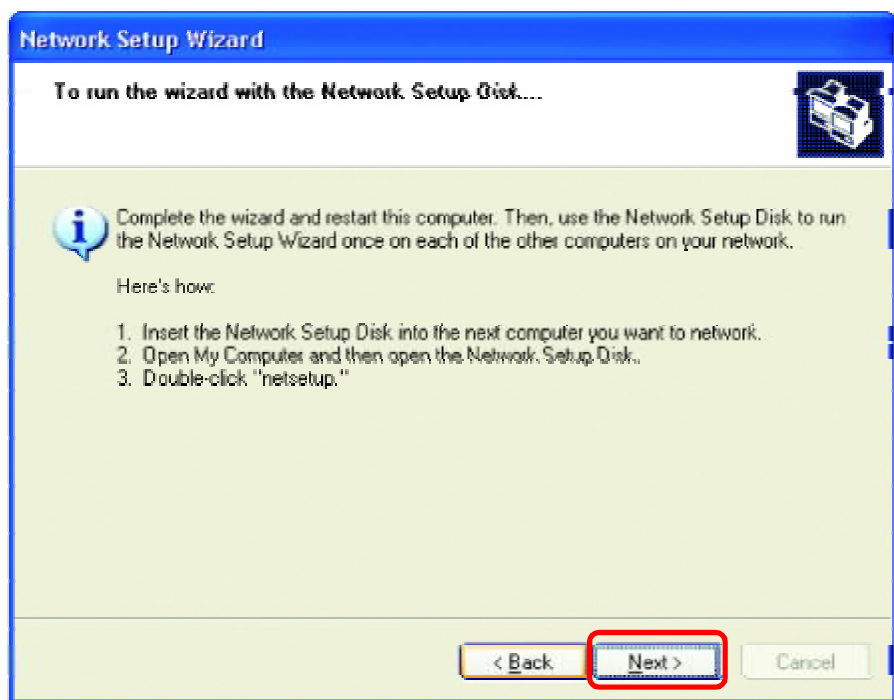 Network Setup Wizard
To run the wizard with the Network Setup Disk....
Complete the wizard and restart this computer. Then, use the Network Setup Disk to run
the Network Setup Wizard once on each of the other computers on your network.
Here's how:
1. Insert the Network Setup Disk into the next computer you want to network.
2. Open My Computer and then open the Network Setup Disk.
3. Double-click "netsetup."
< Back
Next >
Cancel